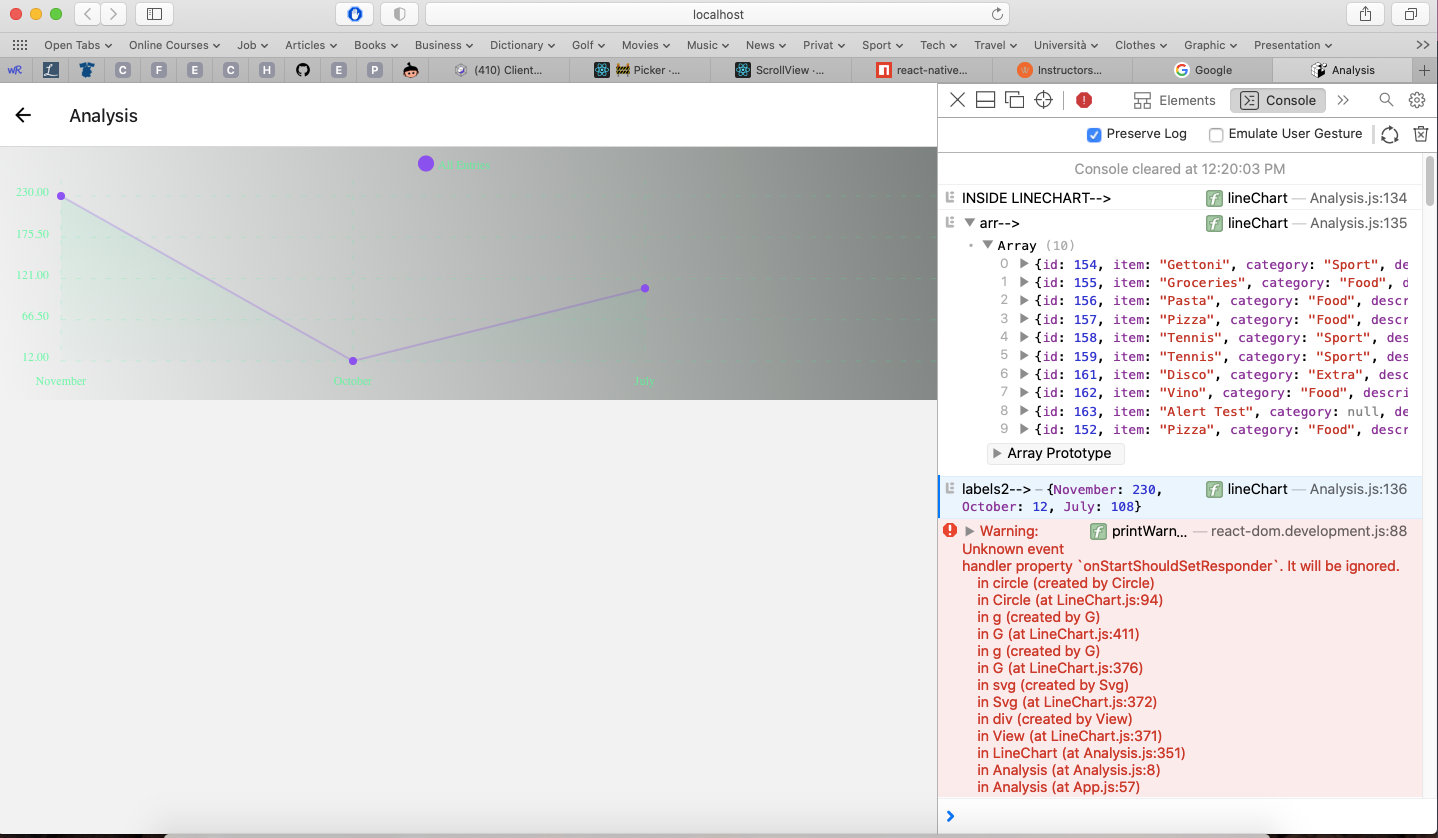 localhost
Open Tabs Online Courses Job Articles Books Business Dictionary Golf Movies Music News Privat Sport Tech Travel Università Clothes Graphic Presentation
wR L C F E C H E P (410) Client... 🚧 Picker ·... ScrollView ·... react-native... Instructors... Google Analysis
Analysis
Elements Console
Preserve Log Emulate User Gesture
Console cleared at 12:20:03 PM
INSIDE LINECHART--> f lineChart — Analysis.js:134
arr--> f lineChart — Analysis.js:135
Array (10)
0 {id: 154, item: "Gettoni", category: "Sport", de
1 {id: 155, item: "Groceries", category: "Food", d
2 {id: 156, item: "Pasta", category: "Food", descr
3 {id: 157, item: "Pizza", category: "Food", descr
4 {id: 158, item: "Tennis", category: "Sport", des
5 {id: 159, item: "Tennis", category: "Sport", des
6 {id: 161, item: "Disco", category: "Extra", desc
7 {id: 162, item: "Vino", category: "Food", descri
8 {id: 163, item: "Alert Test", category: null, de
9 {id: 152, item: "Pizza", category: "Food", descr
Array Prototype
labels2--> – {November: 230, f lineChart — Analysis.js:136
October: 12, July: 108}
Warning: f printWarn... — react-dom.development.js:88
Unknown event
handler property `onStartShouldSetResponder`. It will be ignored.
in circle (created by Circle)
in Circle (at LineChart.js:94)
in g (created by G)
in G (at LineChart.js:411)
in g (created by G)
in G (at LineChart.js:376)
in svg (created by Svg)
in Svg (at LineChart.js:372)
in div (created by View)
in View (at LineChart.js:371)
in LineChart (at Analysis.js:351)
in Analysis (at Analysis.js:8)
in Analysis (at App.js:57)
230.00
175.50
121.00
66.50
12.00
November October July